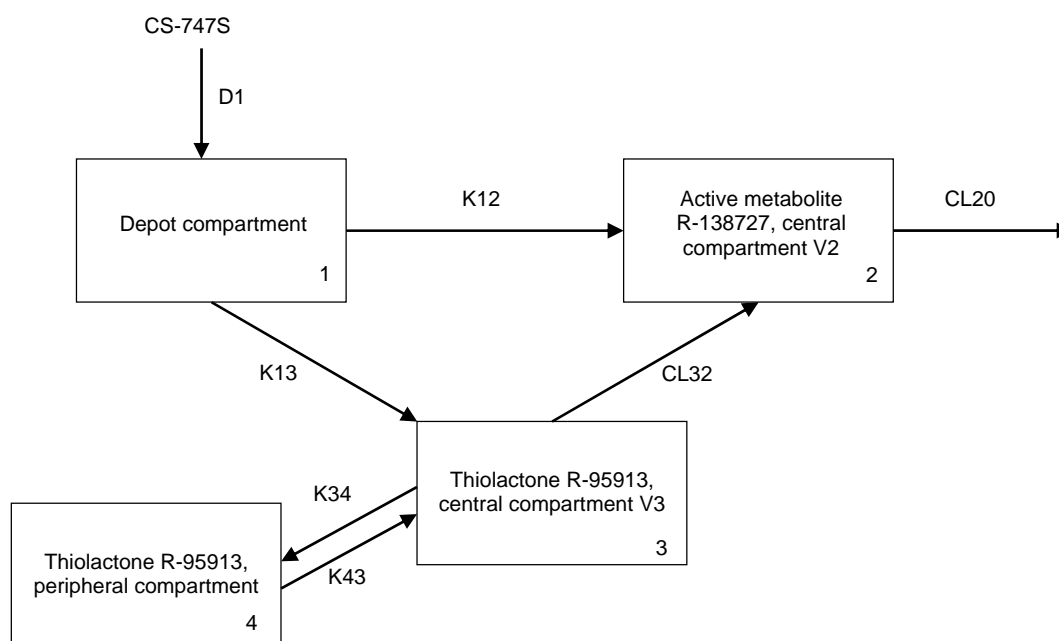 CS-747S
D1
Depot compartment
1
K12
Active metabolite
R-138727, central
compartment V2
2
CL20
K13
CL32
Thiolactone R-95913,
central compartment V3
3
K34
K43
Thiolactone R-95913,
peripheral compartment
4